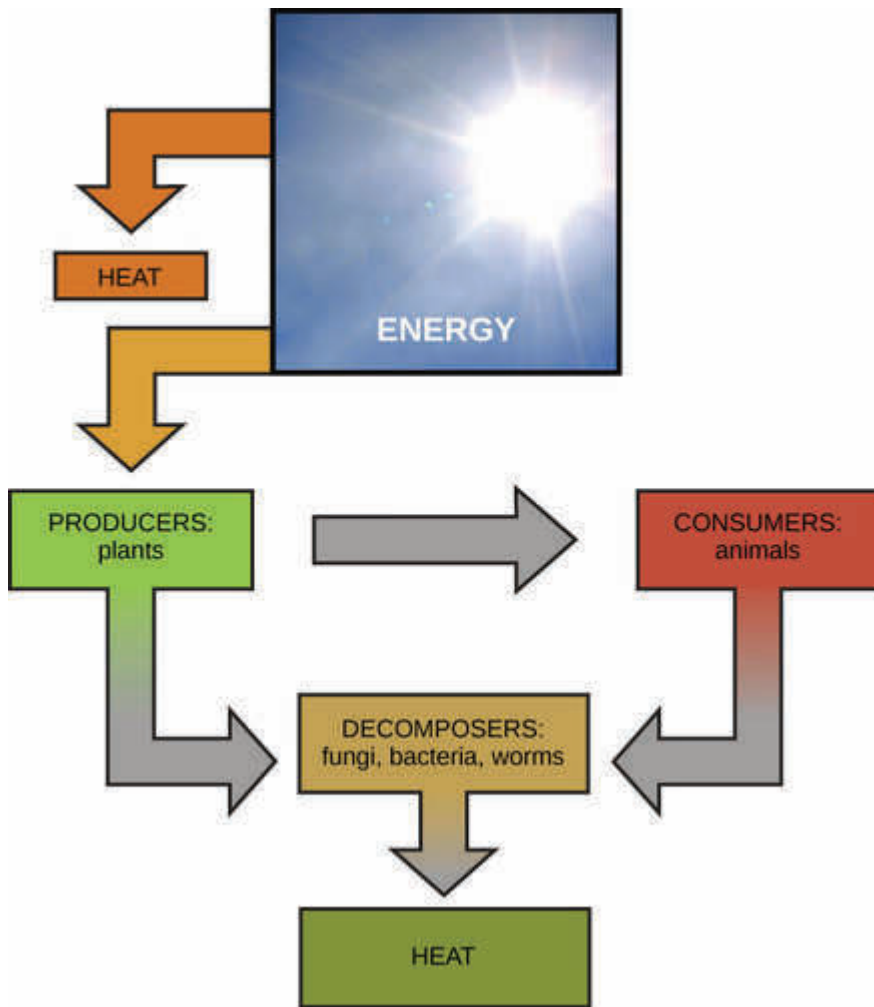 ENERGY
HEAT
PRODUCERS:
plants
CONSUMERS:
animals
DECOMPOSERS:
fungi, bacteria, worms
HEAT